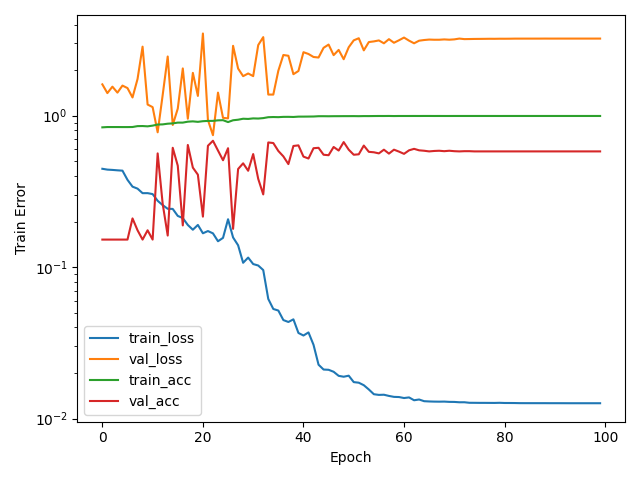 Train Error
10⁰
10⁻¹
10⁻²
train_loss
val_loss
train_acc
val_acc
0 20 40 60 80 100
Epoch